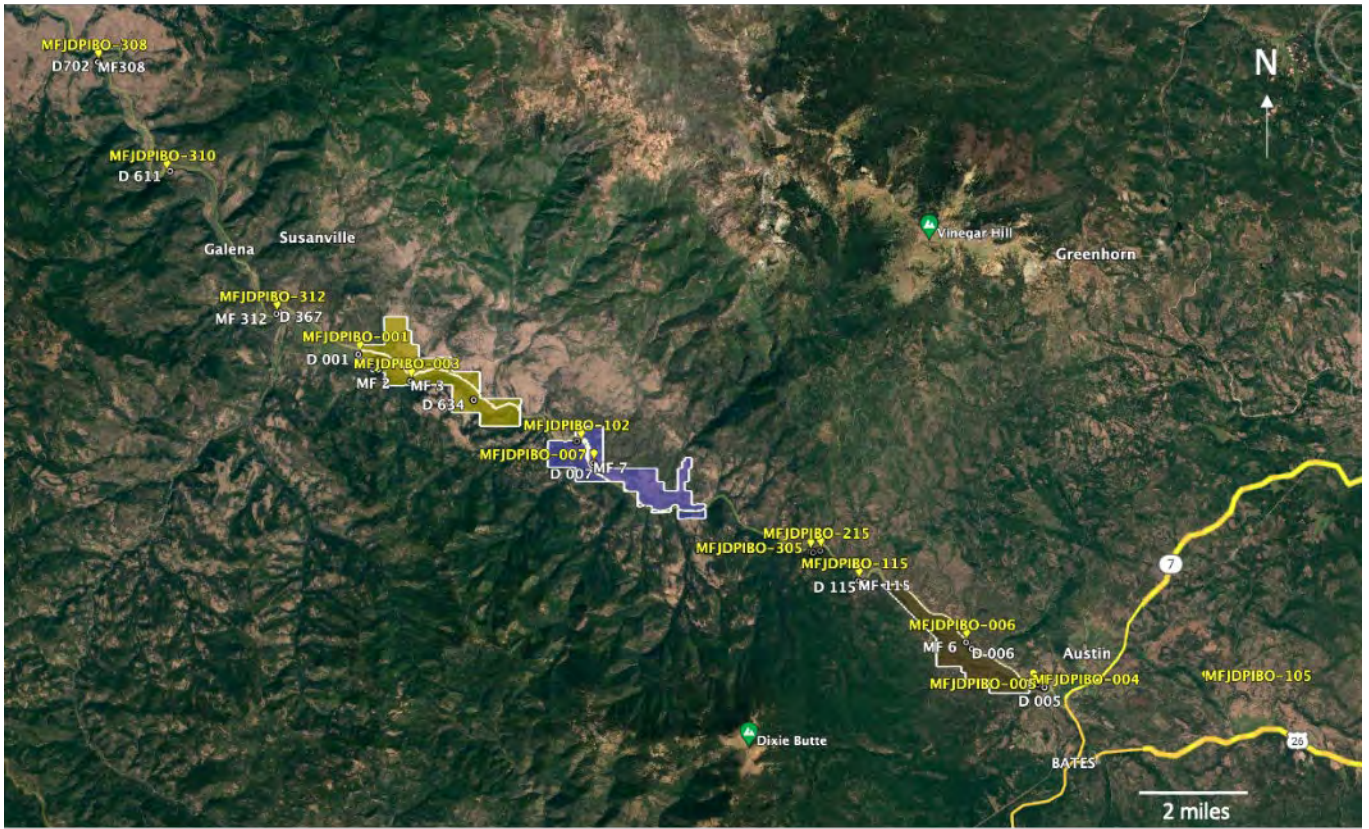 MFJDPIBO-308
D702 MF308
N
MFJDPIBO-310
D 611
Vinegar Hill
Susanville
Galena
Greenhorn
MFJDPIBO-312
MF 312 D 367
MFJDPIBO-001
D 001
MFJDPIBO-003
MF 2 MF 3
D 634
MFJDPIBO-102
MFJDPIBO-007
MF 7
D 007
MFJDPIBO-215
MFJDPIBO-305
MFJDPIBO-115
D 115 MF-115
7
MFJDPIBO-006
MF 6 D-006
Austin
MFJDPIBO-005 MFJDPIBO-004
MFJDPIBO-105
D 005
Dixie Butte
26
BATES
2 miles